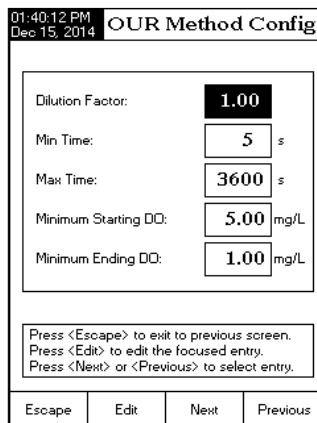 01:40:12 PM
Dec 15, 2014
OUR Method Config
Dilution Factor: 1.00
Min Time: 5 s
Max Time: 3600 s
Minimum Starting DO: 5.00 mg/L
Minimum Ending DO: 1.00 mg/L
Press <Escape> to exit to previous screen.
Press <Edit> to edit the focused entry.
Press <Next> or <Previous> to select entry.
Escape Edit Next Previous